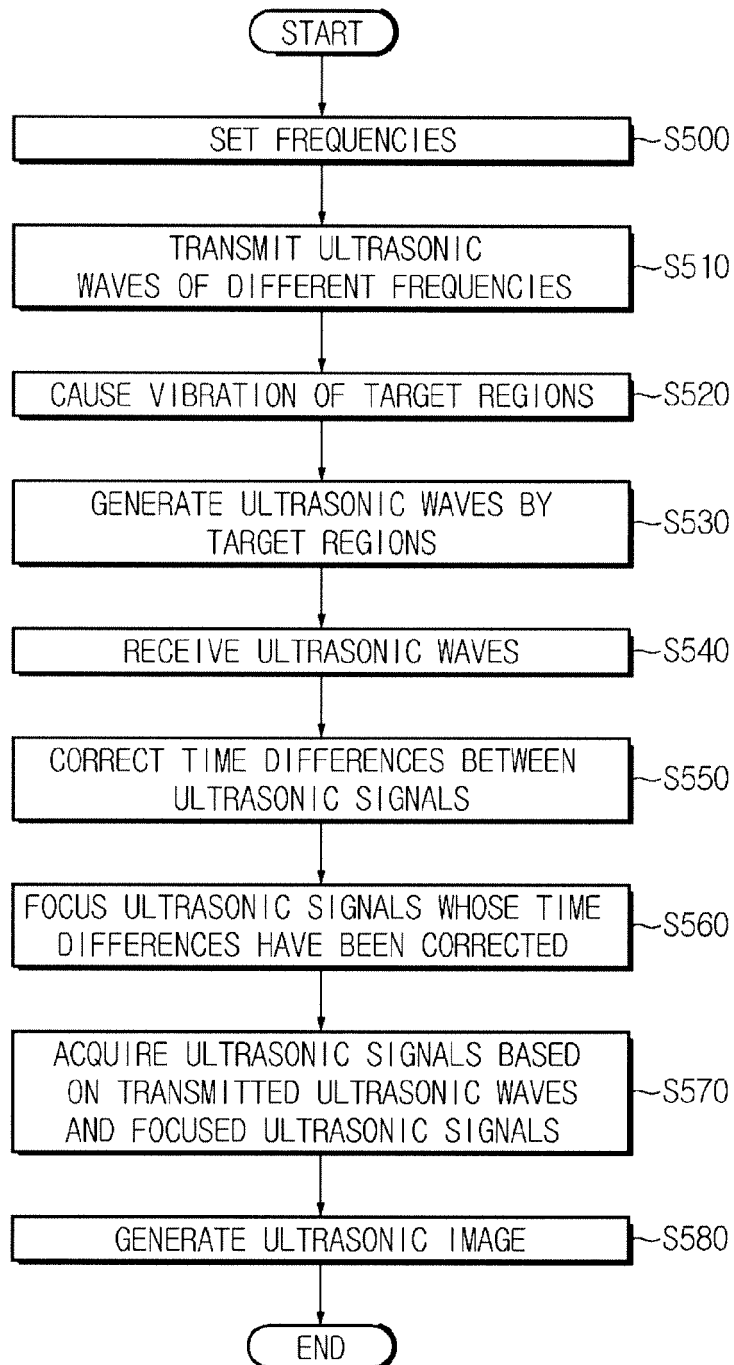 START
SET FREQUENCIES
S500
TRANSMIT ULTRASONIC
WAVES OF DIFFERENT FREQUENCIES
S510
CAUSE VIBRATION OF TARGET REGIONS
S520
GENERATE ULTRASONIC WAVES BY
TARGET REGIONS
S530
RECEIVE ULTRASONIC WAVES
S540
CORRECT TIME DIFFERENCES BETWEEN
ULTRASONIC SIGNALS
S550
FOCUS ULTRASONIC SIGNALS WHOSE TIME
DIFFERENCES HAVE BEEN CORRECTED
S560
ACQUIRE ULTRASONIC SIGNALS BASED
ON TRANSMITTED ULTRASONIC WAVES
AND FOCUSED ULTRASONIC SIGNALS
S570
GENERATE ULTRASONIC IMAGE
S580
END